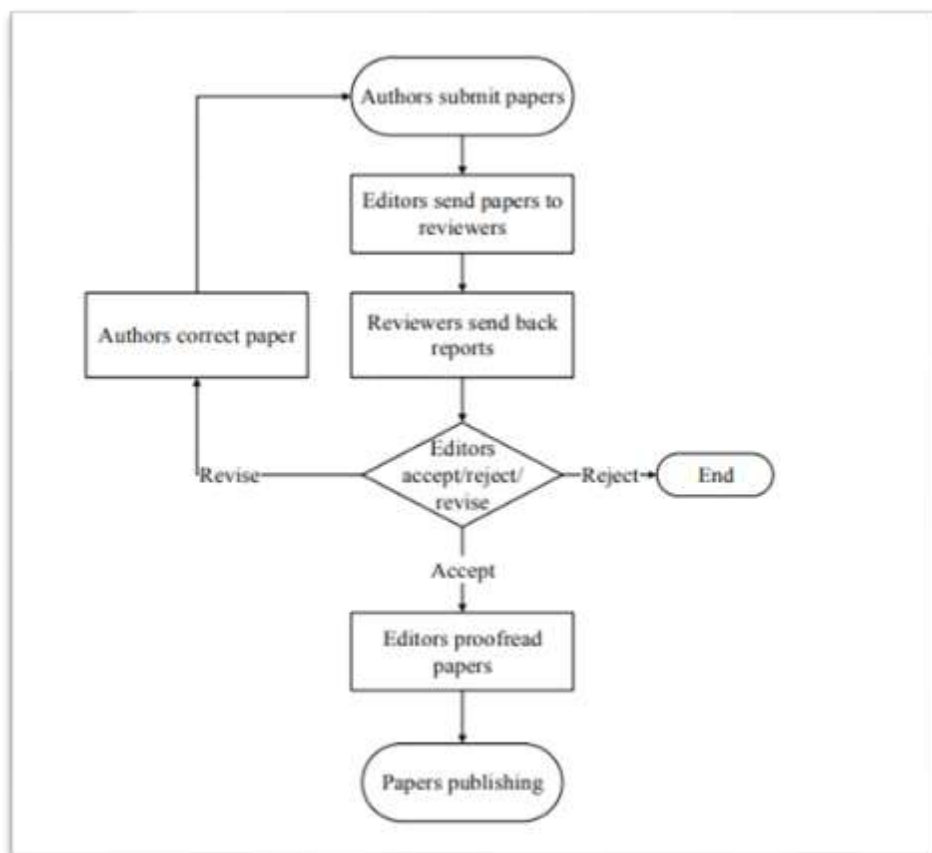 Authors submit papers
Editors send papers to
reviewers
Authors correct paper
Reviewers send back
reports
Editors
accept/reject/
revise
Revise
Reject
End
Accept
Editors proofread
papers
Papers publishing